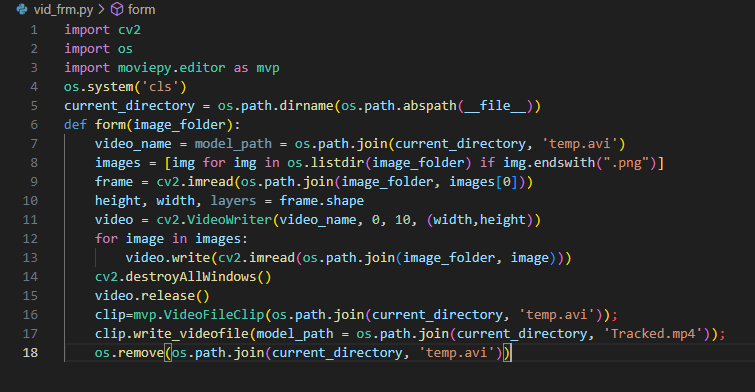 vid_frm.py > form
1 import cv2
2 import os
3 import moviepy.editor as mvp
4 os.system('cls')
5 current_directory = os.path.dirname(os.path.abspath(__file__))
6 def form(image_folder):
7     video_name = model_path = os.path.join(current_directory, 'temp.avi')
8     images = [img for img in os.listdir(image_folder) if img.endswith(".png")]
9     frame = cv2.imread(os.path.join(image_folder, images[0]))
10     height, width, layers = frame.shape
11     video = cv2.VideoWriter(video_name, 0, 10, (width,height))
12     for image in images:
13         video.write(cv2.imread(os.path.join(image_folder, image)))
14     cv2.destroyAllWindows()
15     video.release()
16     clip=mvp.VideoFileClip(os.path.join(current_directory, 'temp.avi'));
17     clip.write_videofile(model_path = os.path.join(current_directory, 'Tracked.mp4'));
18     os.remove(os.path.join(current_directory, 'temp.avi'))